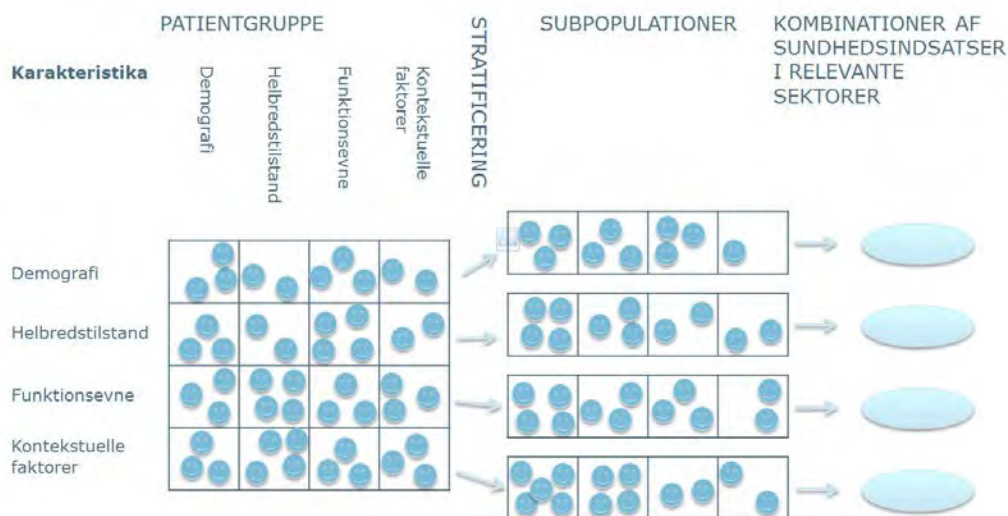 PATIENTGRUPPE
STRATIFICERING
SUBPOPULATIONER
KOMBINATIONER AF
SUNDHEDSINDSATSER
I RELEVANTE
SEKTORER
Karakteristika
Demografi
Helbredstilstand
Funktionsevne
Kontekstuelle
faktorer
Demografi
Helbredstilstand
Funktionsevne
Kontekstuelle
faktorer